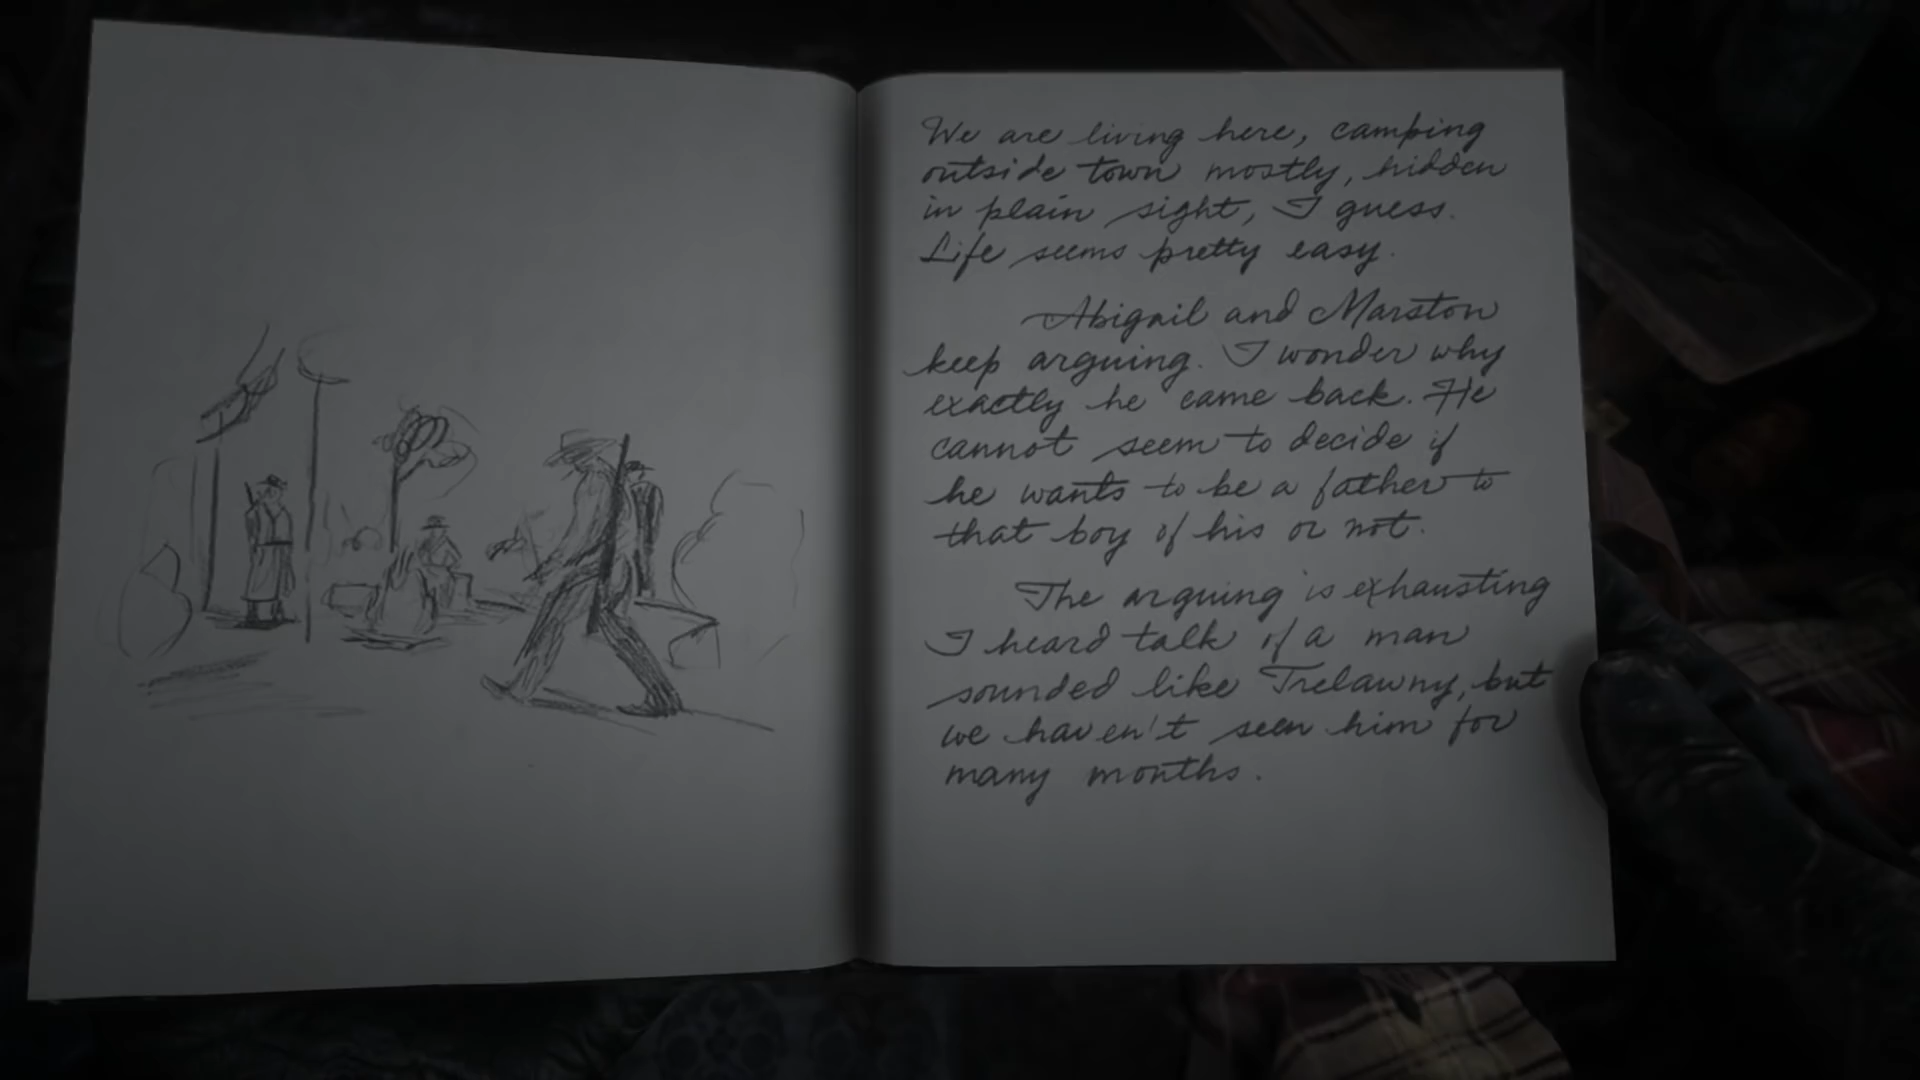 We are living here, camping
outside town mostly, hidden
in plain sight, I guess.
Life seems pretty easy.
Abigail and Marston
keep arguing. I wonder why
exactly he came back. He
cannot seem to decide if
he wants to be a father to
that boy of his or not.
The arguing is exhausting
I heard talk of a man
sounded like Trelawny, but
we haven't seen him for
many months.